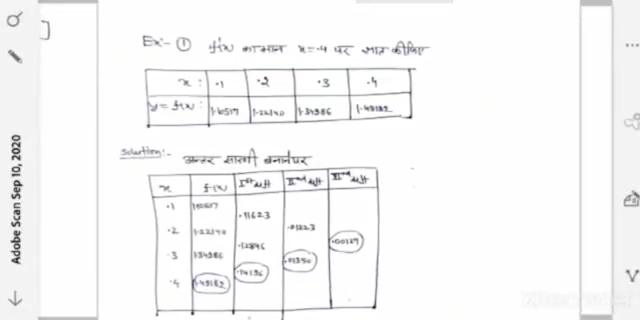 Adobe Scan Sep 10, 2020
Ex:- ① f'(x) का मान x = .4 पर ज्ञात कीजिए
x : .1 .2 .3 .4
y = f(x) : 1.10517 1.22140 1.34986 1.49182
Solution:- अन्तर सारणी बनाने पर
x f(x) Ist diff IInd diff IIIrd diff
.1 1.10517
.11623
.2 1.22140 .01223
.12846 .00127
.3 1.34986 .01350
.14196
.4 1.49182